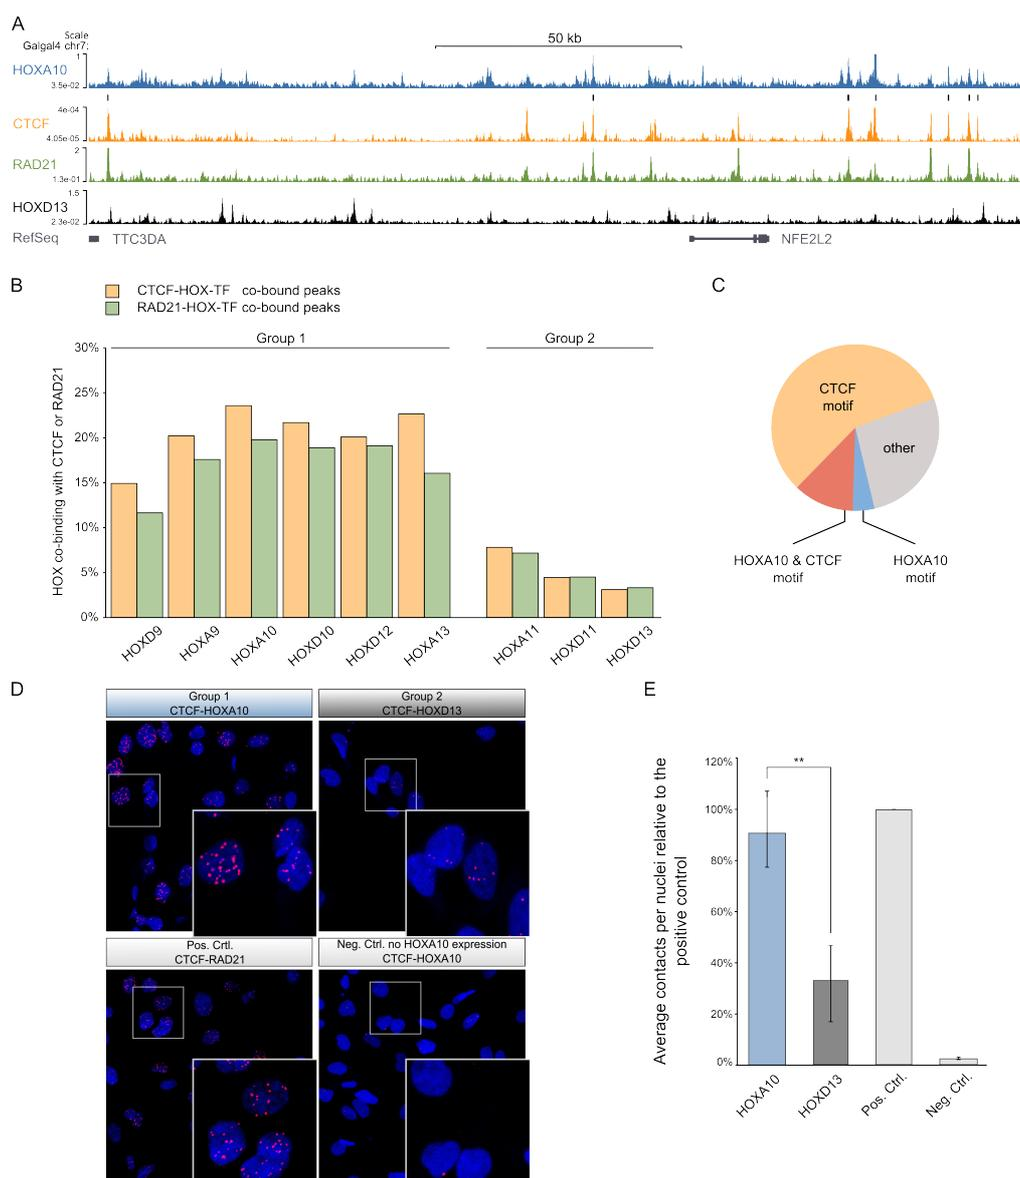 A
Scale
Galgal4 chr7:
50 kb
HOXA10
1
3.5e-02
CTCF
4e-04
4.05e-05
RAD21
2
1.3e-01
HOXD13
1.5
2.3e-02
RefSeq
TTC3DA
NFE2L2
B
CTCF-HOX-TF co-bound peaks
RAD21-HOX-TF co-bound peaks
Group 1
Group 2
HOX co-binding with CTCF or RAD21
30%
25%
20%
15%
10%
5%
0%
HOXD9
HOXA9
HOXA10
HOXD10
HOXD12
HOXA13
HOXA11
HOXD11
HOXD13
C
CTCF
motif
other
HOXA10 & CTCF
motif
HOXA10
motif
D
Group 1
CTCF-HOXA10
Group 2
CTCF-HOXD13
Pos. Crtl.
CTCF-RAD21
Neg. Ctrl. no HOXA10 expression
CTCF-HOXA10
E
Average contacts per nuclei relative to the
positive control
120%
100%
80%
60%
40%
20%
0%
**
HOXA10
HOXD13
Pos. Ctrl.
Neg. Ctrl.